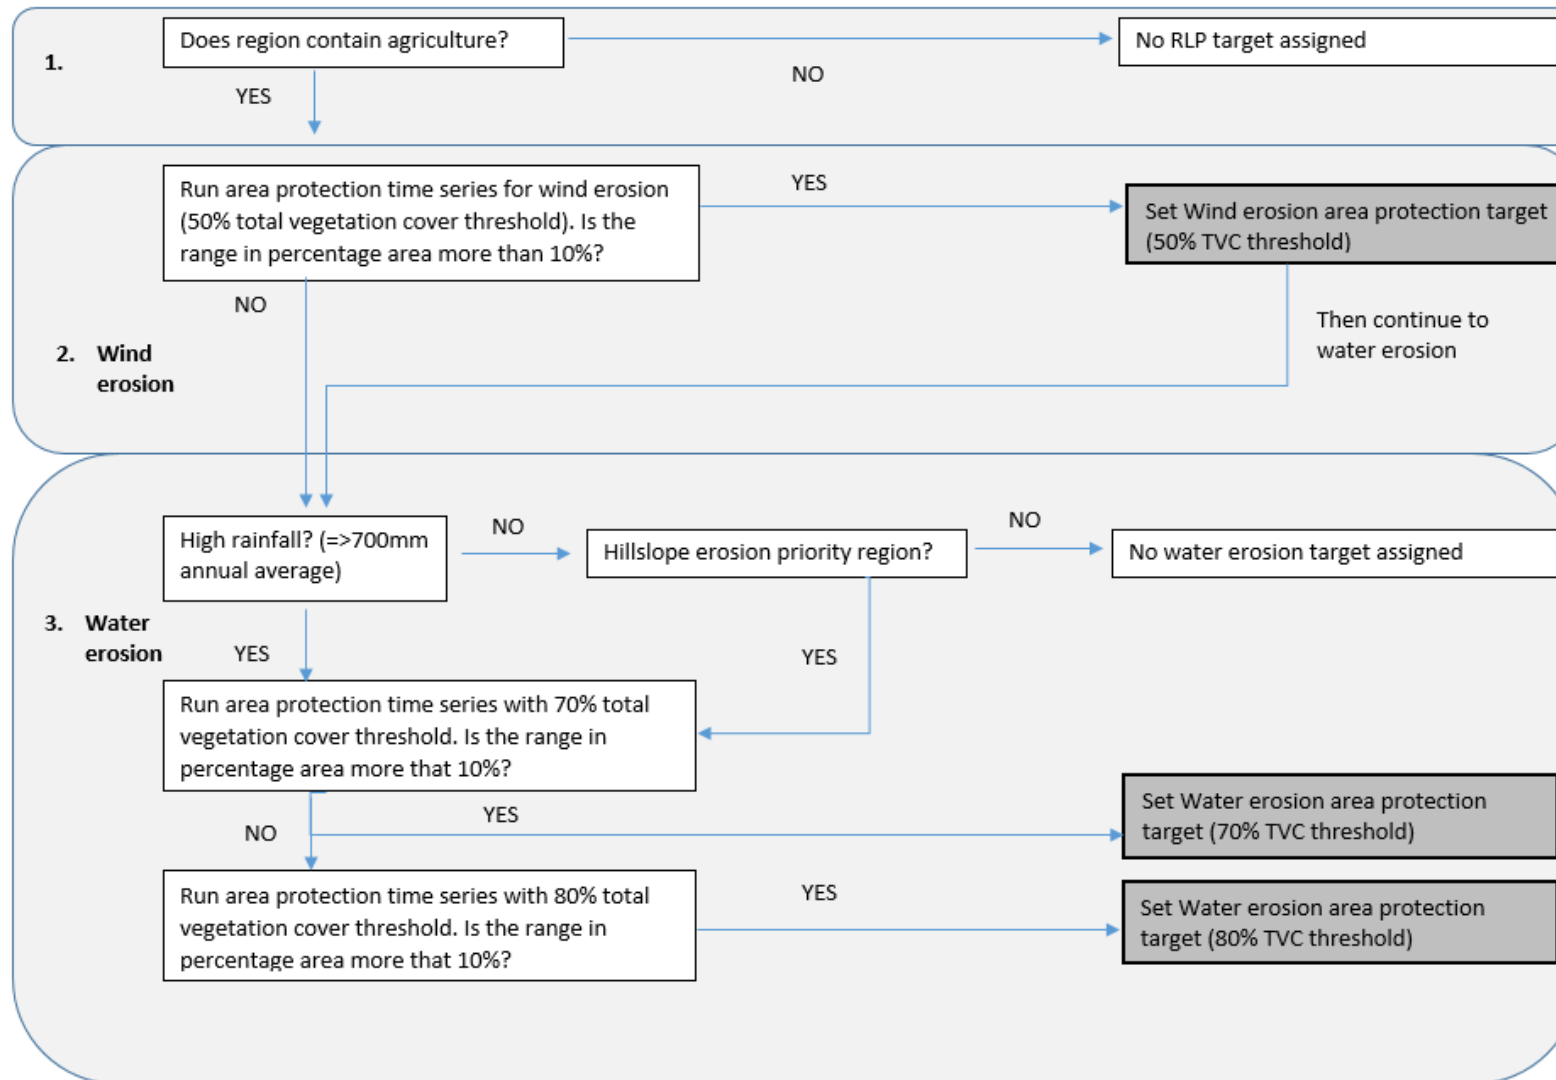 1.
Does region contain agriculture?
No RLP target assigned
NO
YES
Run area protection time series for wind erosion
(50% total vegetation cover threshold). Is the
range in percentage area more than 10%?
YES
Set Wind erosion area protection target
(50% TVC threshold)
NO
Then continue to
water erosion
2. Wind
erosion
High rainfall? (=>700mm
annual average)
NO
Hillslope erosion priority region?
NO
No water erosion target assigned
3. Water
erosion
YES
YES
Run area protection time series with 70% total
vegetation cover threshold. Is the range in
percentage area more that 10%?
YES
NO
Set Water erosion area protection
target (70% TVC threshold)
Run area protection time series with 80% total
vegetation cover threshold. Is the range in
percentage area more that 10%?
YES
Set Water erosion area protection
target (80% TVC threshold)